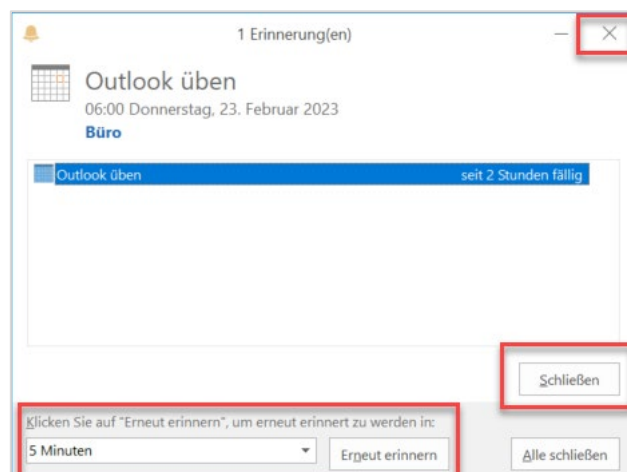 1 Erinnerung(en)
Outlook üben
06:00 Donnerstag, 23. Februar 2023
Büro
Outlook üben seit 2 Stunden fällig
Schließen
Klicken Sie auf "Erneut erinnern", um erneut erinnert zu werden in:
5 Minuten Erneut erinnern Alle schließen